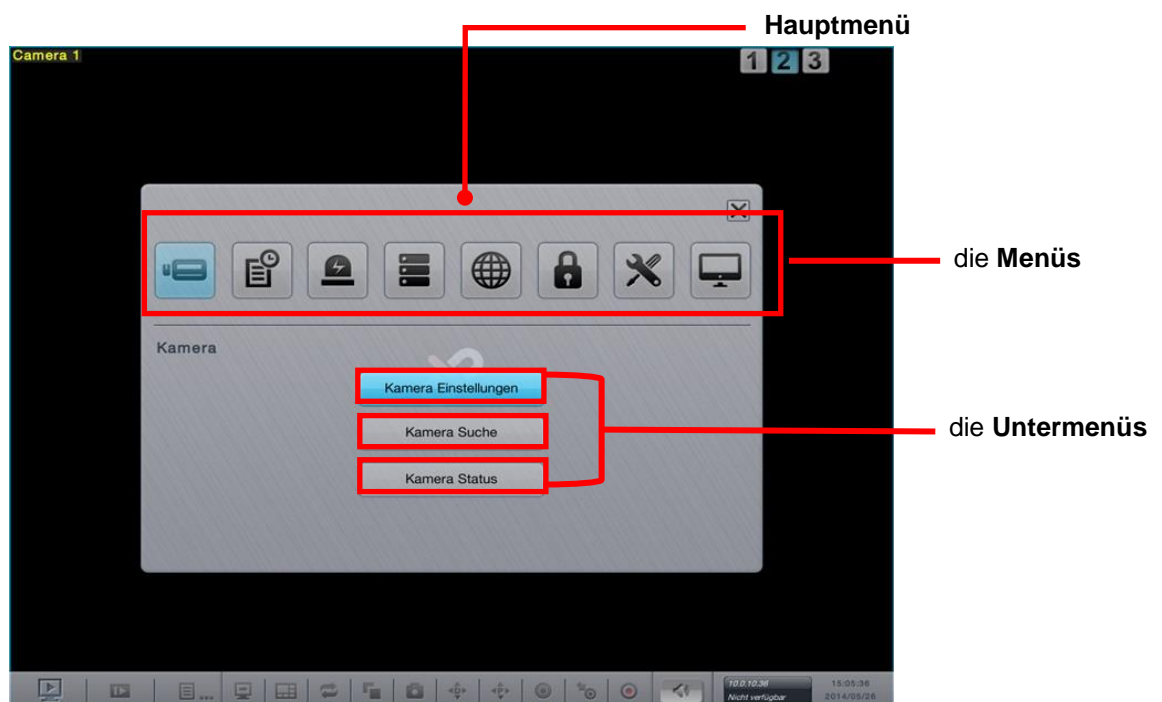 Hauptmenü
Camera 1
1 2 3
die Menüs
Kamera
Kamera Einstellungen
Kamera Suche
die Untermenüs
Kamera Status
10.0.10.36
15:05:36
Nicht verfügbar
2014/05/26